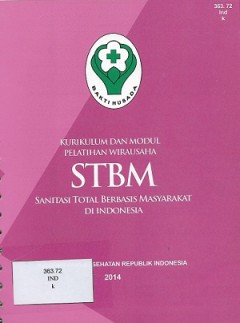 363.72
Ind
k
BAKTI HUSADA
KURIKULUM DAN MODUL
PELATIHAN WIRAUSAHA
STBM
SANITASI TOTAL BERBASIS MASYARAKAT
DI INDONESIA
ESEHATAN REPUBLIK INDONESIA
2014
363.72
IND
k